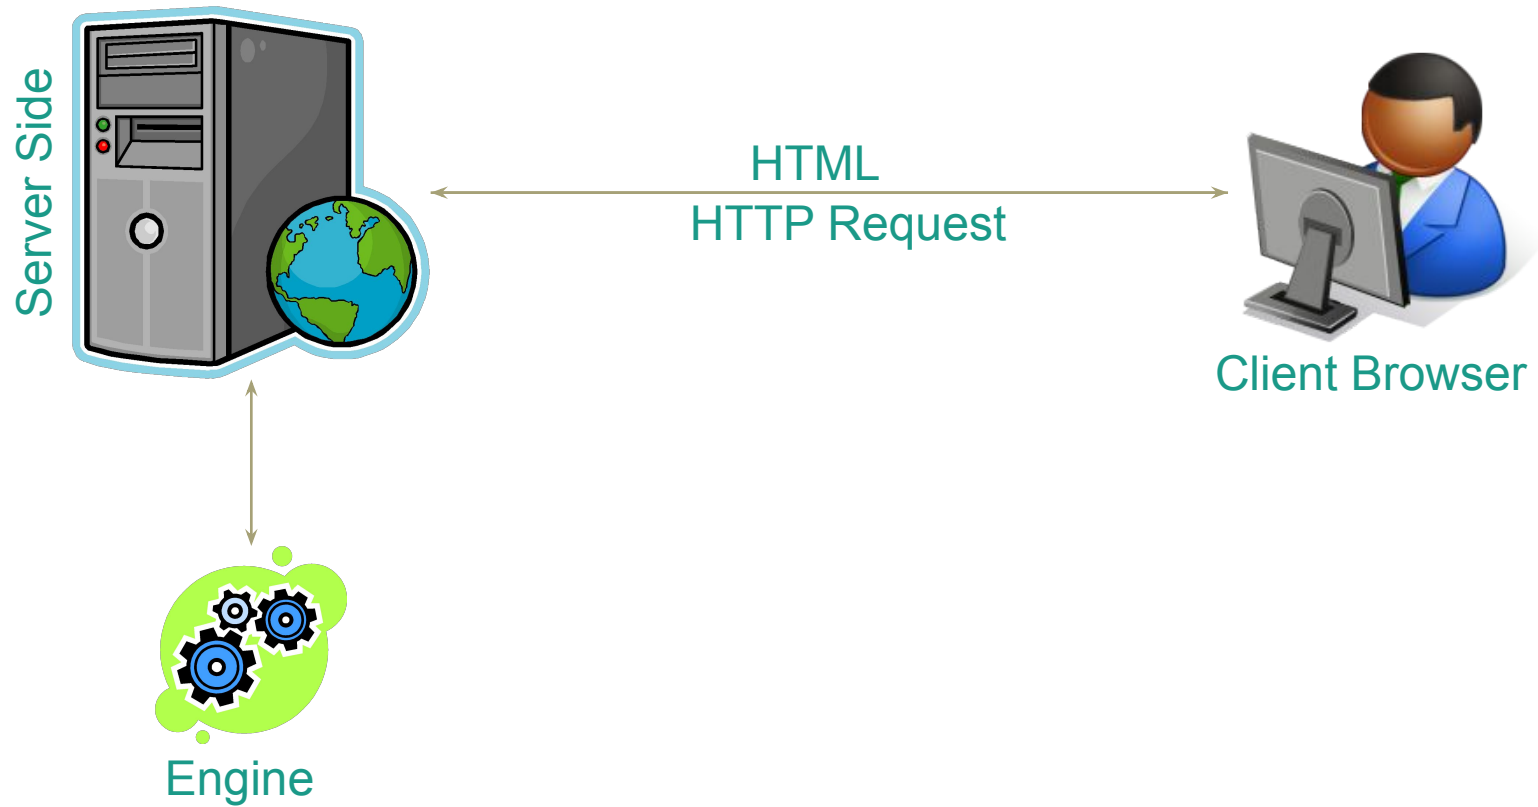 Server Side
HTML
HTTP Request
Client Browser
Engine